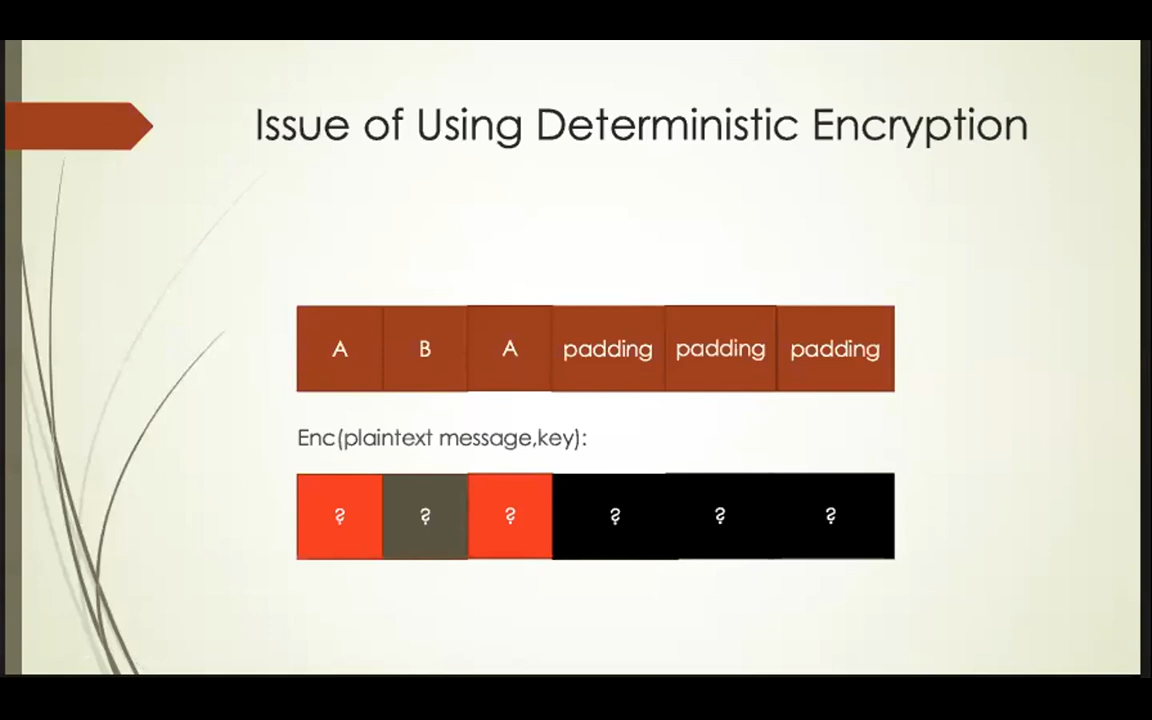 Issue of Using Deterministic Encryption
A B A padding padding padding
Enc(plaintext message,key):
? ? ? ? ? ?